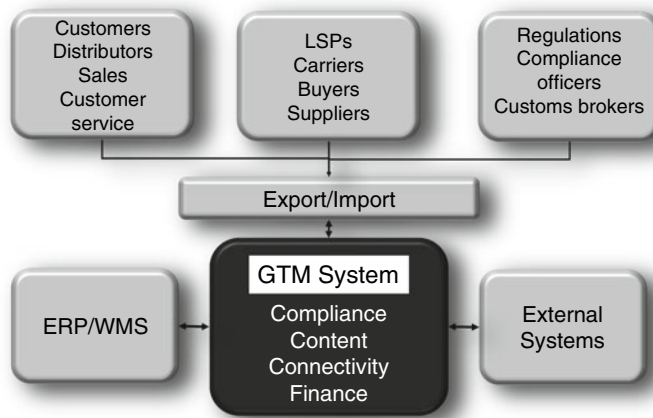 Customers
Distributors
Sales
Customer
service
LSPs
Carriers
Buyers
Suppliers
Regulations
Compliance
officers
Customs brokers
Export/Import
GTM System
Compliance
Content
Connectivity
Finance
ERP/WMS
External
Systems